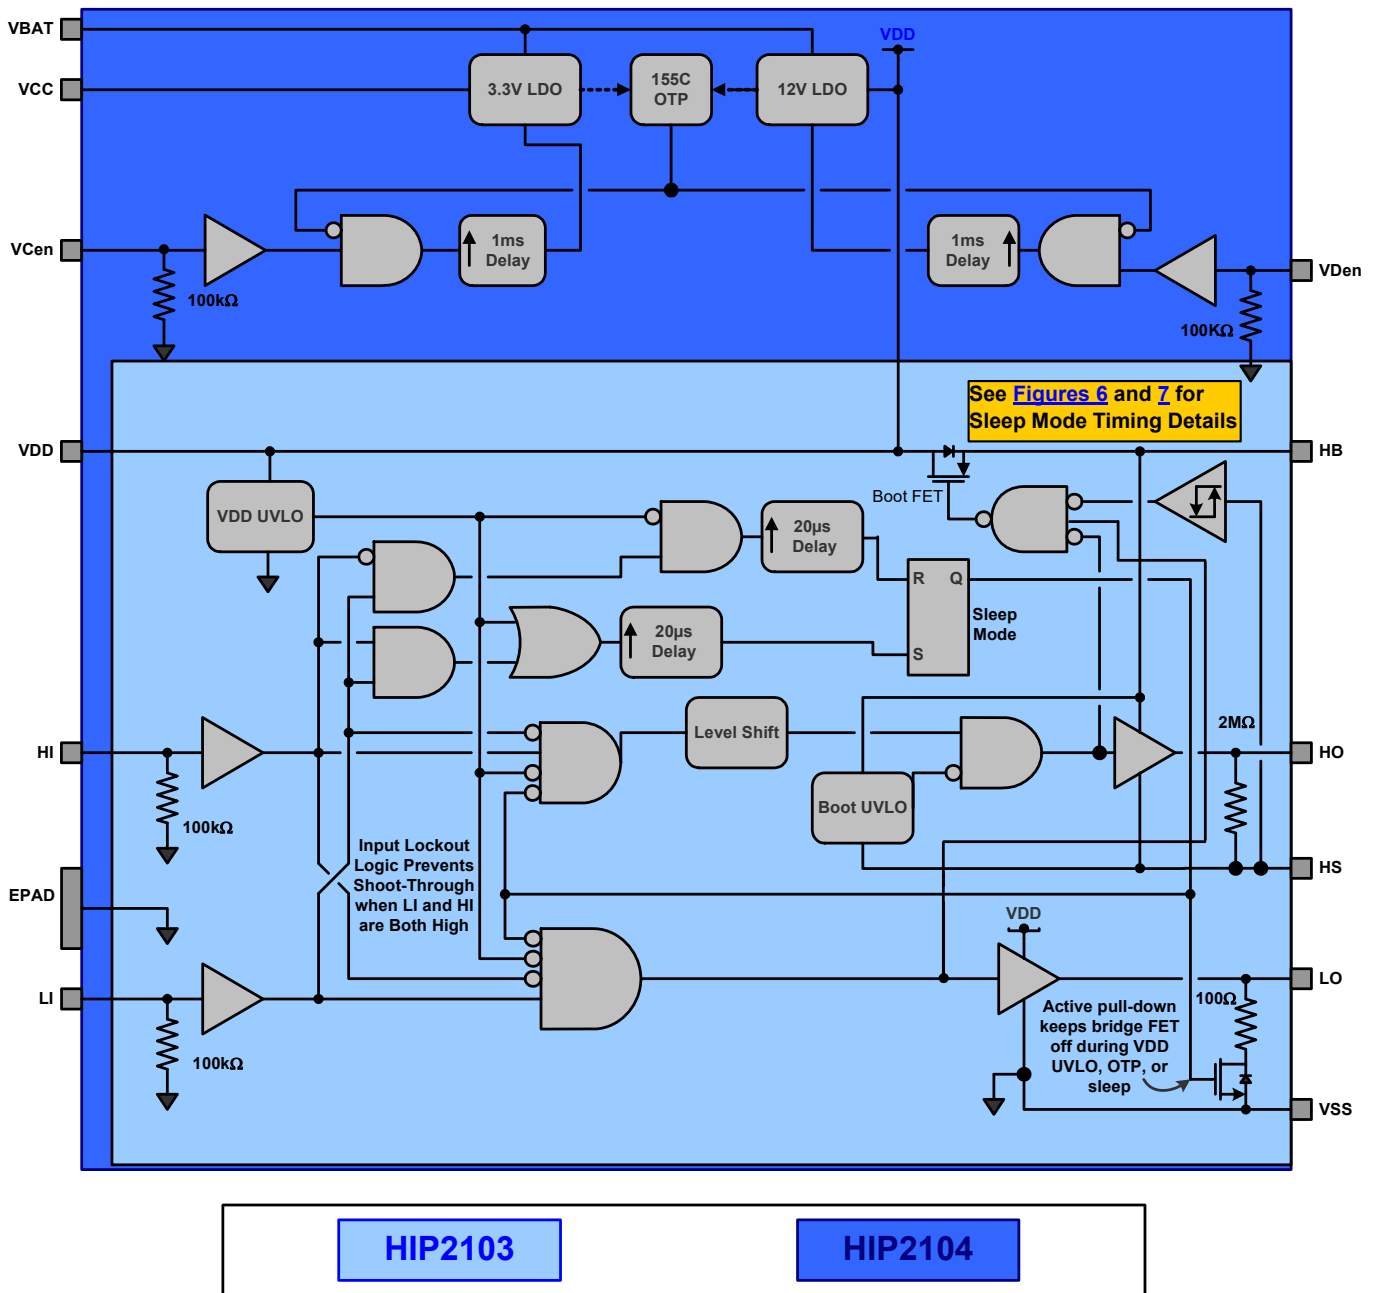 VBAT
VDD
VCC
3.3V LDO
155C
OTP
12V LDO
VCen
1ms
Delay
1ms
Delay
VDen
100kΩ
100KΩ
See Figures 6 and 7 for
Sleep Mode Timing Details
VDD
HB
Boot FET
VDD UVLO
20µs
Delay
R Q
S
Sleep
Mode
20µs
Delay
Level Shift
2MΩ
HI
HO
Boot UVLO
100kΩ
Input Lockout
Logic Prevents
Shoot-Through
when LI and HI
are Both High
HS
EPAD
VDD
LI
LO
100Ω
Active pull-down
keeps bridge FET
off during VDD
UVLO, OTP, or
sleep
100kΩ
VSS
HIP2103
HIP2104